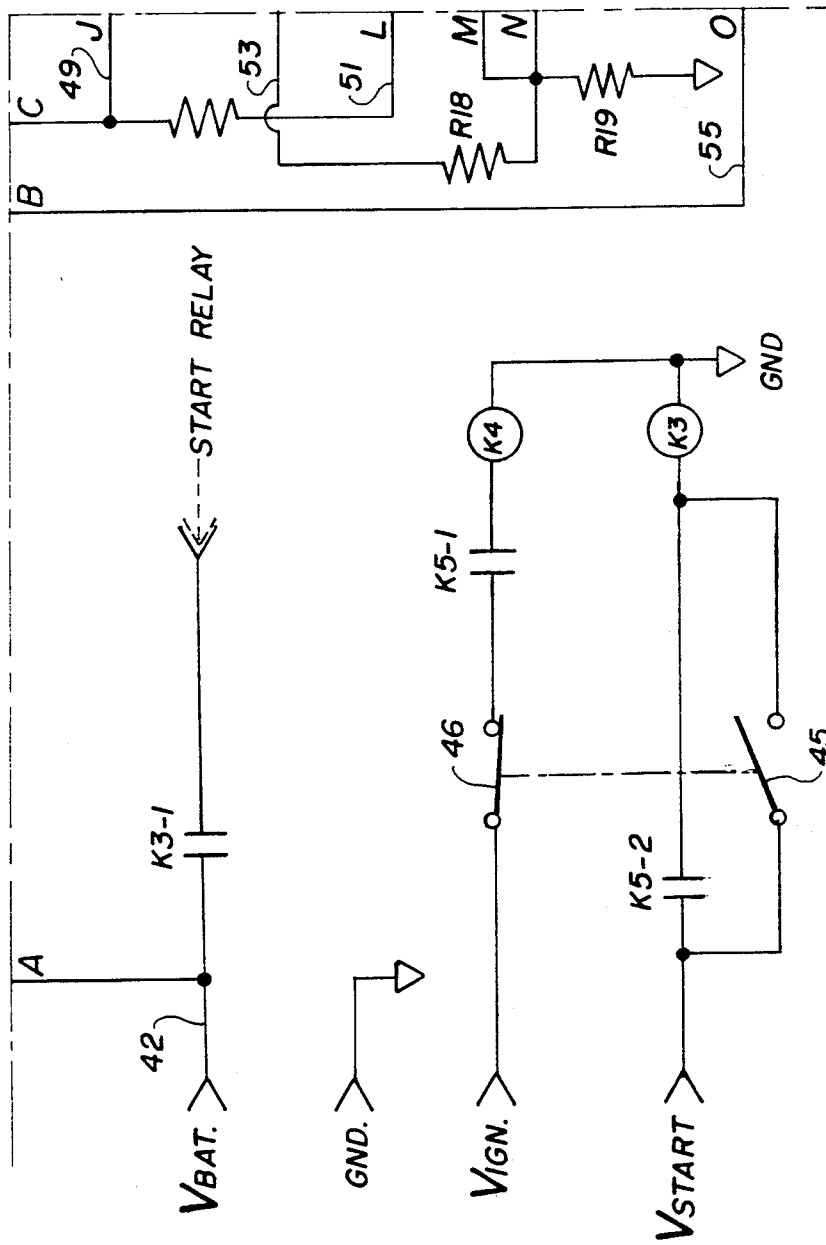 A
B
C
42
K3-1
START RELAY
49
J
53
51
L
R18
M
N
R19
55
O
VBAT.
GND.
VIGN.
46
K5-1
K4
VSTART
K5-2
45
K3
GND